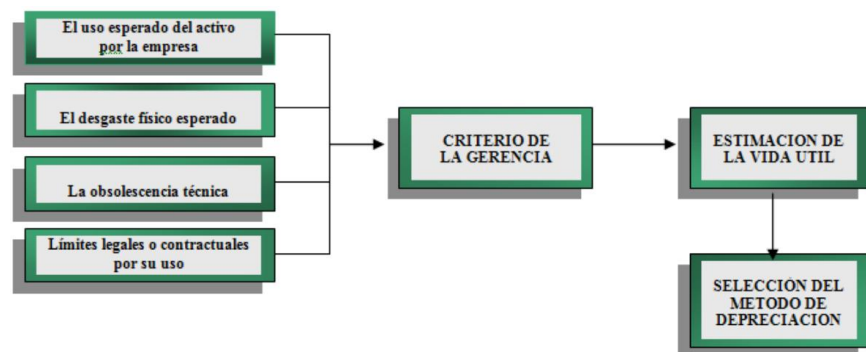 El uso esperado del activo
por la empresa
El desgaste físico esperado
La obsolescencia técnica
Límites legales o contractuales
por su uso
CRITERIO DE
LA GERENCIA
ESTIMACION DE
LA VIDA UTIL
SELECCIÓN DEL
METODO DE
DEPRECIACION